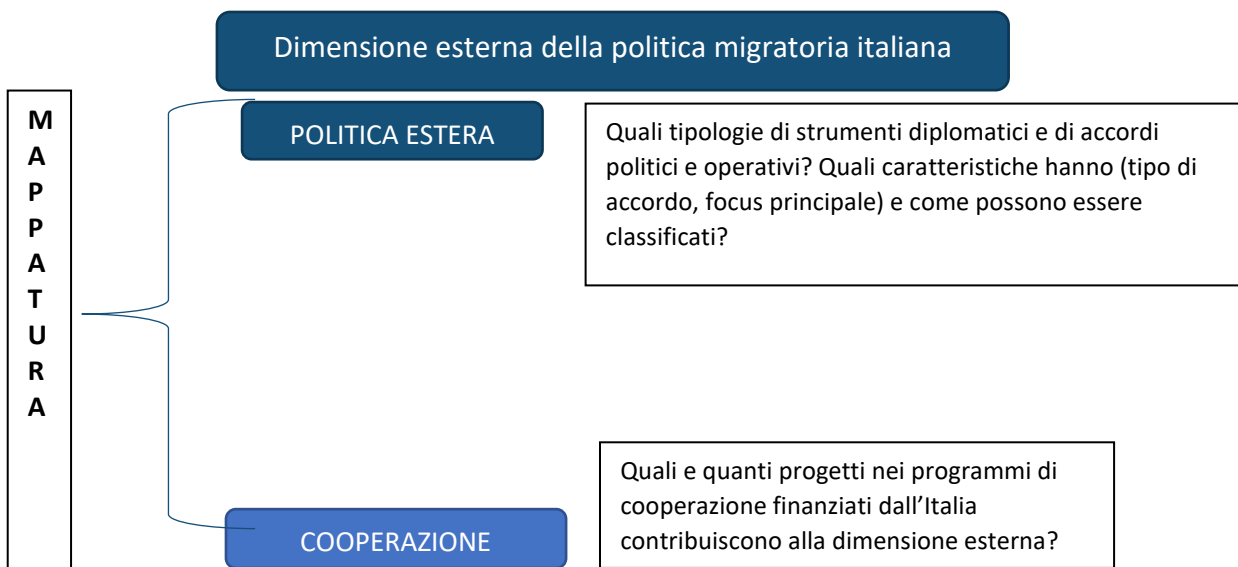 Dimensione esterna della politica migratoria italiana
M
A
P
P
A
T
U
R
A
POLITICA ESTERA
Quali tipologie di strumenti diplomatici e di accordi
politici e operativi? Quali caratteristiche hanno (tipo di
accordo, focus principale) e come possono essere
classificati?
COOPERAZIONE
Quali e quanti progetti nei programmi di
cooperazione finanziati dall’Italia
contribuiscono alla dimensione esterna?